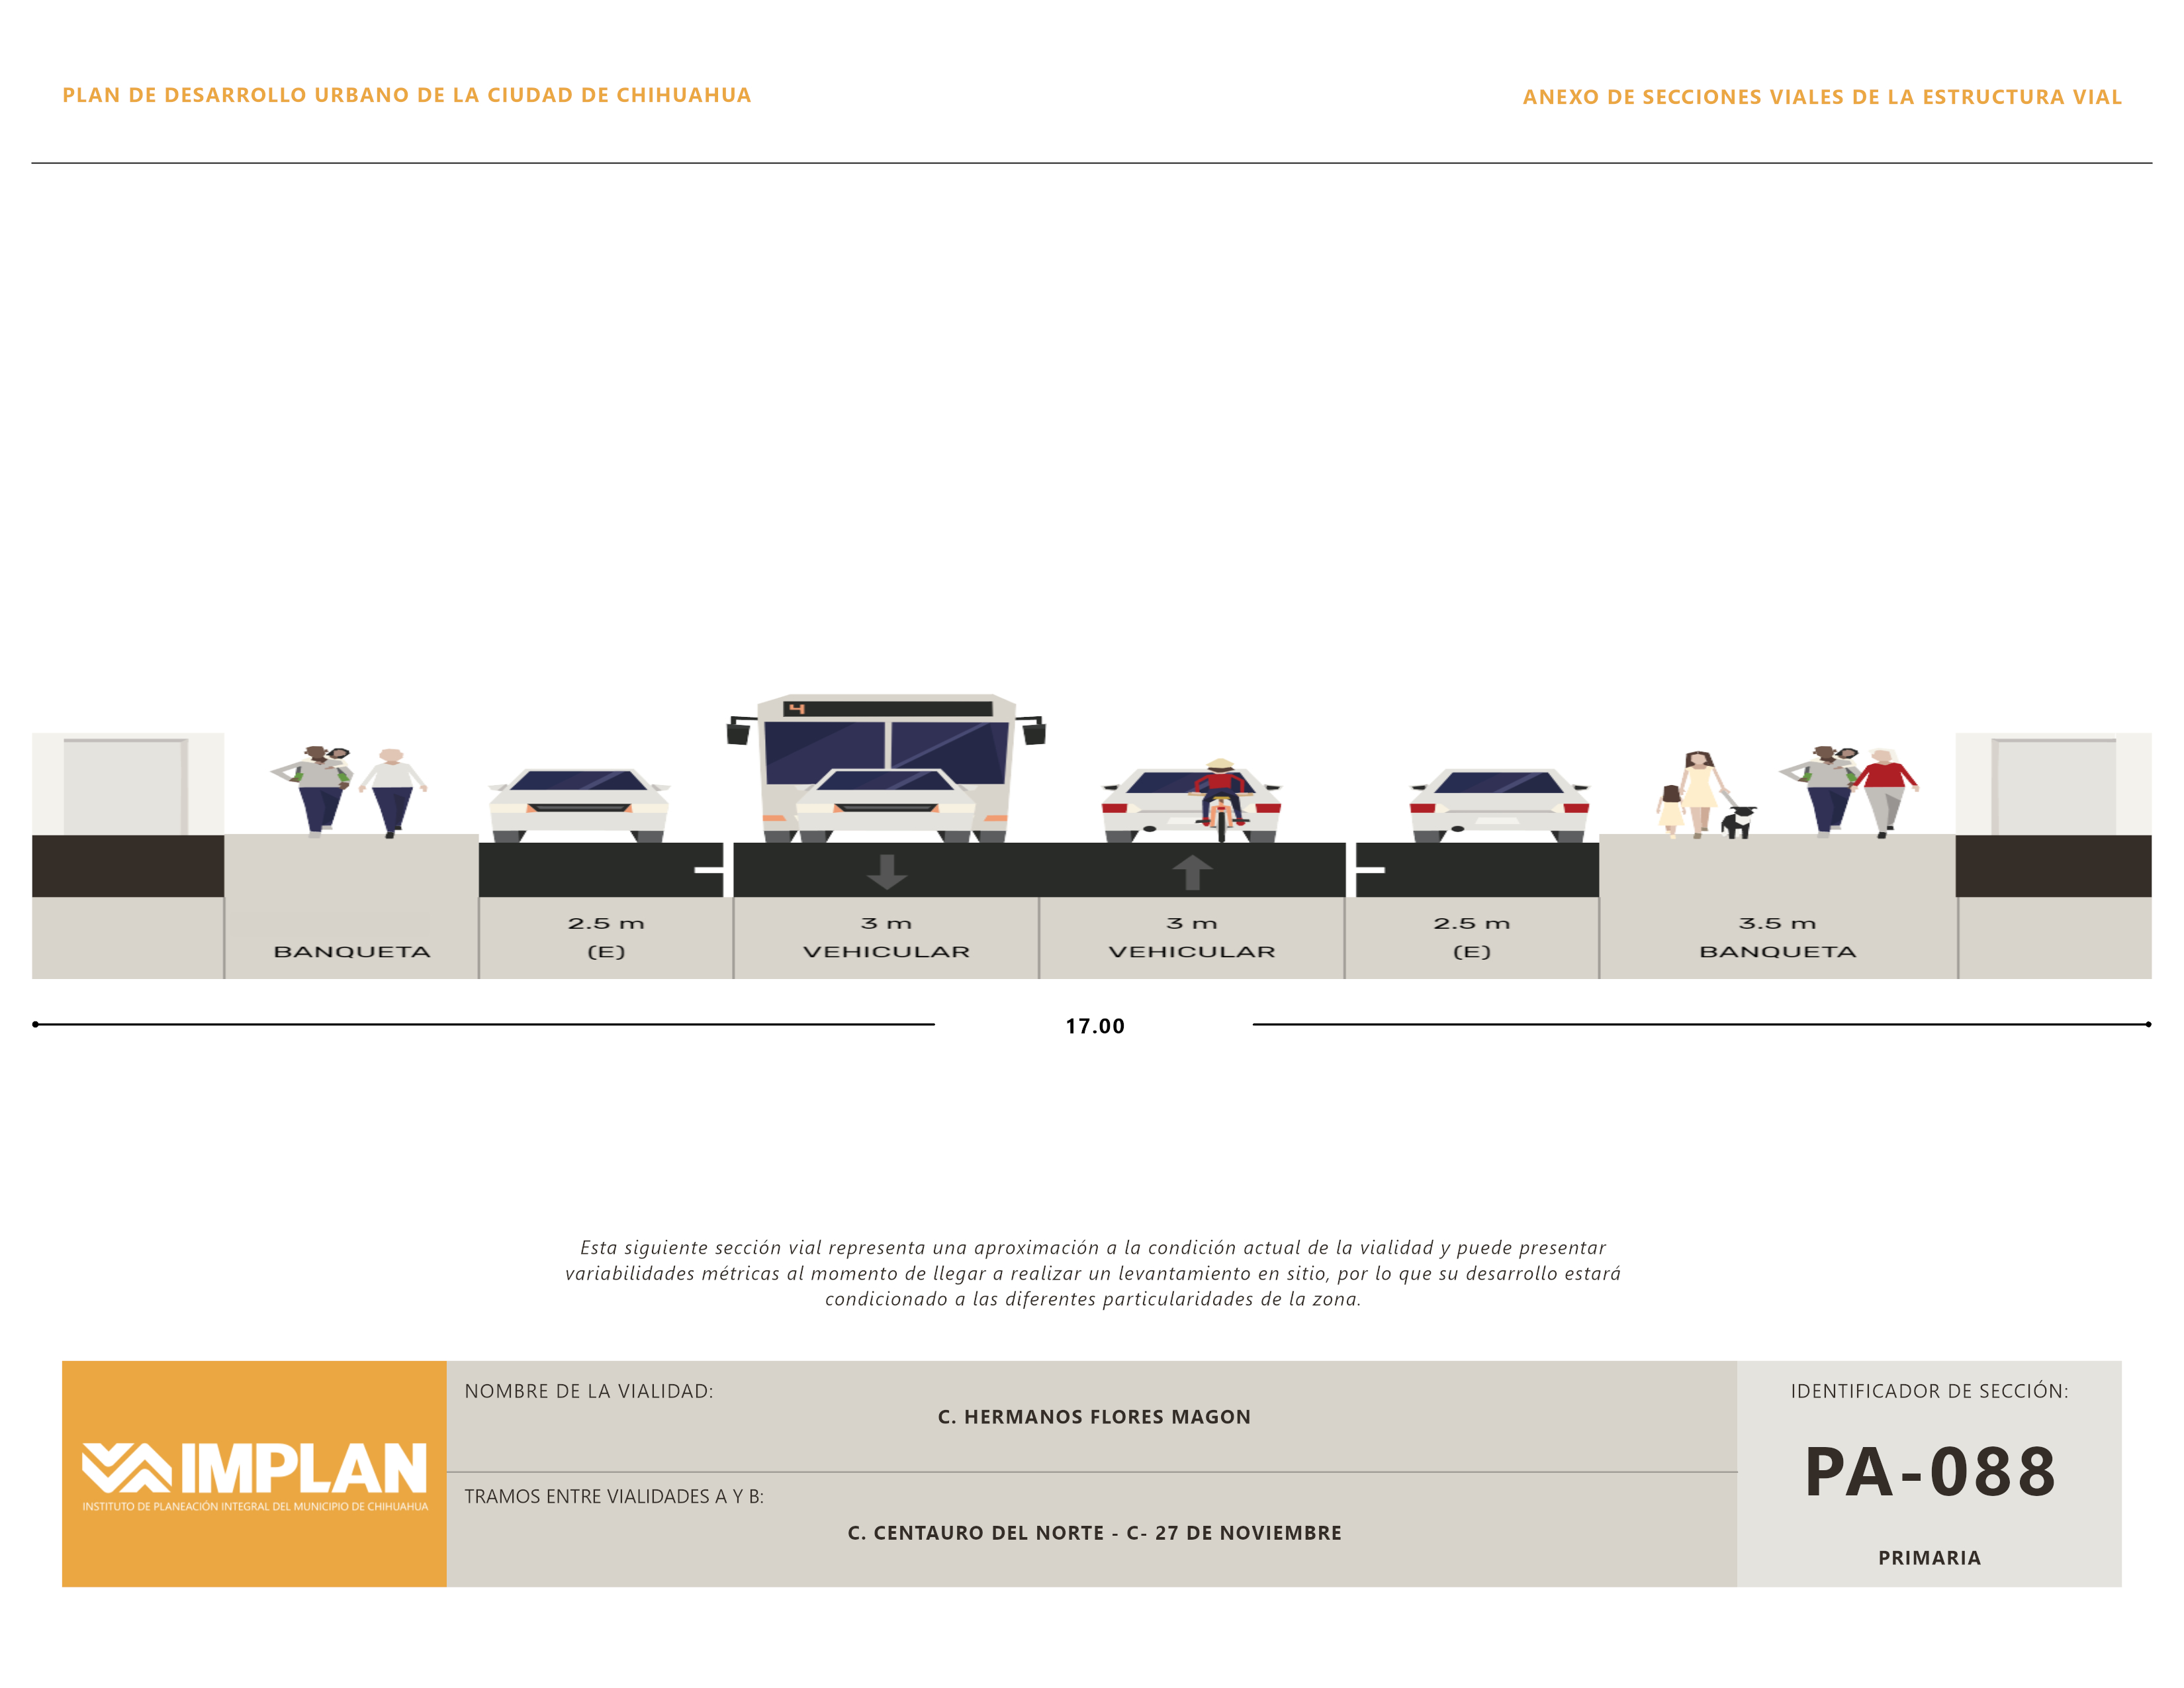 PLAN DE DESARROLLO URBANO DE LA CIUDAD DE CHIHUAHUA
ANEXO DE SECCIONES VIALES DE LA ESTRUCTURA VIAL
4
BANQUETA
2.5 m
(E)
3 m
VEHICULAR
3 m
VEHICULAR
2.5 m
(E)
3.5 m
BANQUETA
17.00
Esta siguiente sección vial representa una aproximación a la condición actual de la vialidad y puede presentar
variabilidades métricas al momento de llegar a realizar un levantamiento en sitio, por lo que su desarrollo estará
condicionado a las diferentes particularidades de la zona.
IMPLAN
INSTITUTO DE PLANEACIÓN INTEGRAL DEL MUNICIPIO DE CHIHUAHUA
NOMBRE DE LA VIALIDAD:
C. HERMANOS FLORES MAGON
TRAMOS ENTRE VIALIDADES A Y B:
C. CENTAURO DEL NORTE - C- 27 DE NOVIEMBRE
IDENTIFICADOR DE SECCIÓN:
PA-088
PRIMARIA